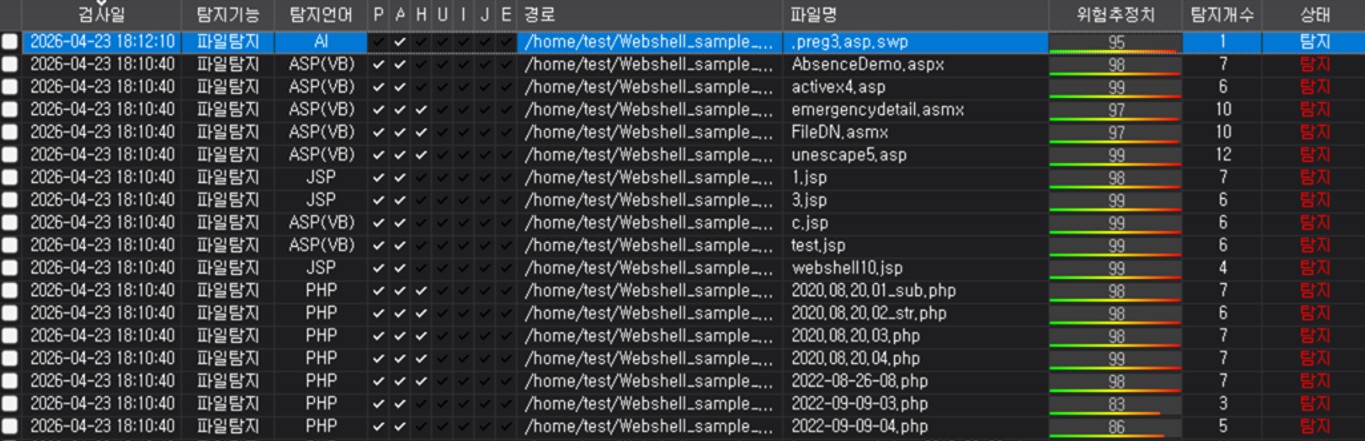 검사일 탐지기능 탐지언어 P A H U I J E 경로 파일명 위험추정치 탐지개수 상태
2026-04-23 18:12:10 파일탐지 AI /home/test/Webshell_sample_... .preg3.asp.swp 95 1 탐지
2026-04-23 18:10:40 파일탐지 ASP(VB) /home/test/Webshell_sample_... AbsenceDemo.aspx 98 7 탐지
2026-04-23 18:10:40 파일탐지 ASP(VB) /home/test/Webshell_sample_... activex4.asp 99 6 탐지
2026-04-23 18:10:40 파일탐지 ASP(VB) /home/test/Webshell_sample_... emergencydetail.asmx 97 10 탐지
2026-04-23 18:10:40 파일탐지 ASP(VB) /home/test/Webshell_sample_... FileDN.asmx 97 10 탐지
2026-04-23 18:10:40 파일탐지 ASP(VB) /home/test/Webshell_sample_... unescape5.asp 99 12 탐지
2026-04-23 18:10:40 파일탐지 JSP /home/test/Webshell_sample_... 1.jsp 98 7 탐지
2026-04-23 18:10:40 파일탐지 JSP /home/test/Webshell_sample_... 3.jsp 99 6 탐지
2026-04-23 18:10:40 파일탐지 ASP(VB) /home/test/Webshell_sample_... c.jsp 99 6 탐지
2026-04-23 18:10:40 파일탐지 ASP(VB) /home/test/Webshell_sample_... test.jsp 99 6 탐지
2026-04-23 18:10:40 파일탐지 JSP /home/test/Webshell_sample_... webshell10.jsp 99 4 탐지
2026-04-23 18:10:40 파일탐지 PHP /home/test/Webshell_sample_... 2020.08.20.01_sub.php 98 7 탐지
2026-04-23 18:10:40 파일탐지 PHP /home/test/Webshell_sample_... 2020.08.20.02_str.php 98 6 탐지
2026-04-23 18:10:40 파일탐지 PHP /home/test/Webshell_sample_... 2020.08.20.03.php 98 7 탐지
2026-04-23 18:10:40 파일탐지 PHP /home/test/Webshell_sample_... 2020.08.20.04.php 99 7 탐지
2026-04-23 18:10:40 파일탐지 PHP /home/test/Webshell_sample_... 2022-08-26-08.php 98 7 탐지
2026-04-23 18:10:40 파일탐지 PHP /home/test/Webshell_sample_... 2022-09-09-03.php 83 3 탐지
2026-04-23 18:10:40 파일탐지 PHP /home/test/Webshell_sample_... 2022-09-09-04.php 86 5 탐지